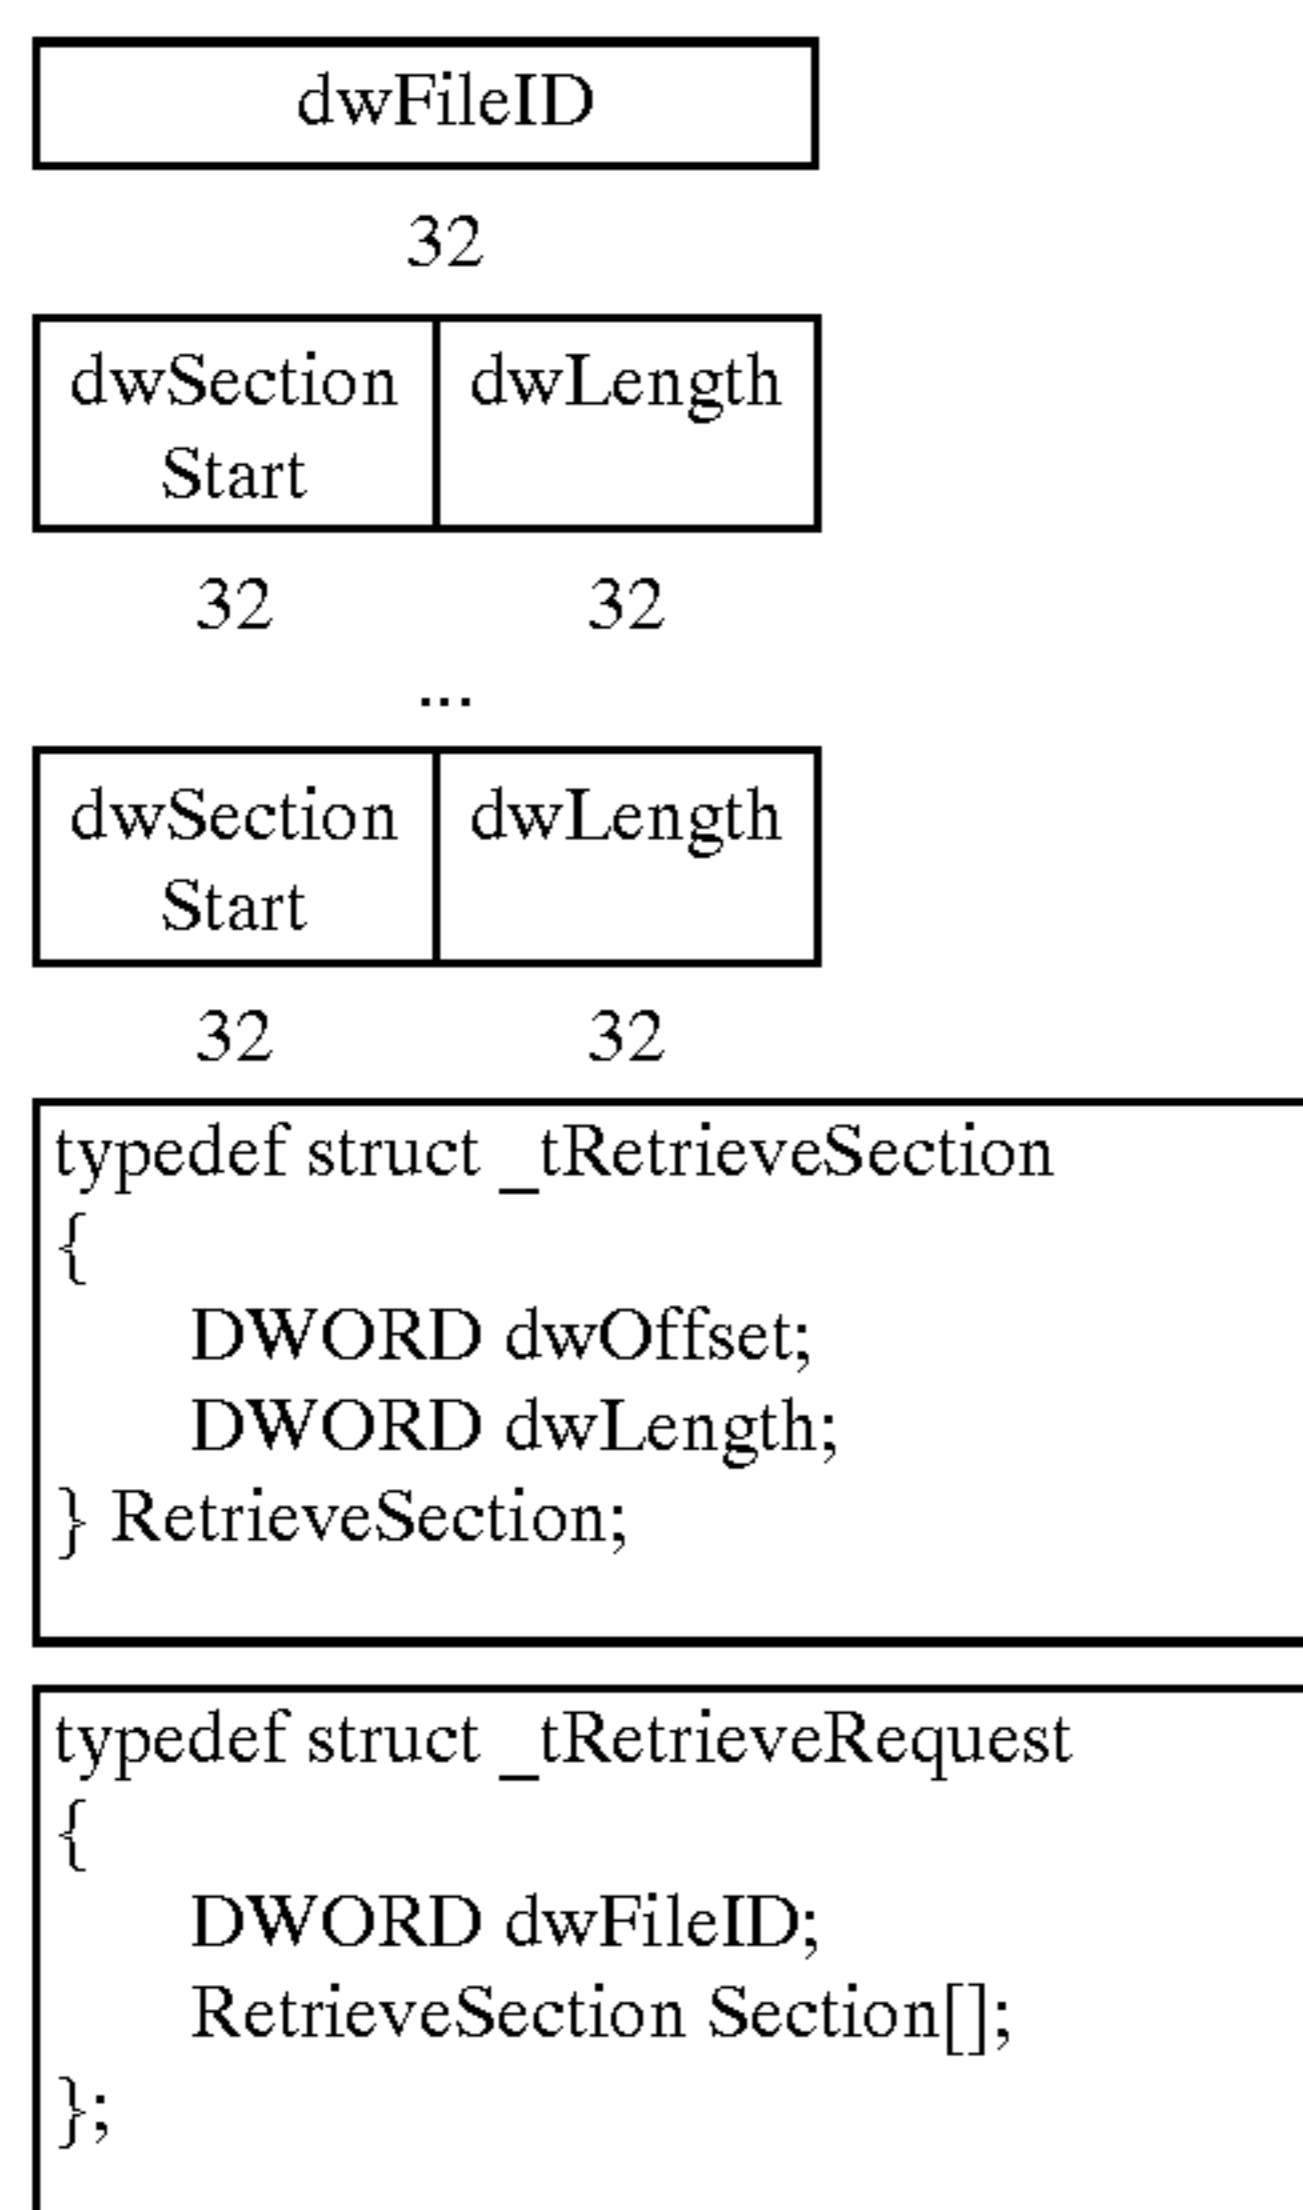 dwFileID
32
dwSection dwLength
Start
32 32
...
dwSection dwLength
Start
32 32
typedef struct _tRetrieveSection
{
DWORD dwOffset;
DWORD dwLength;
} RetrieveSection;
typedef struct _tRetrieveRequest
{
DWORD dwFileID;
RetrieveSection Section[];
};